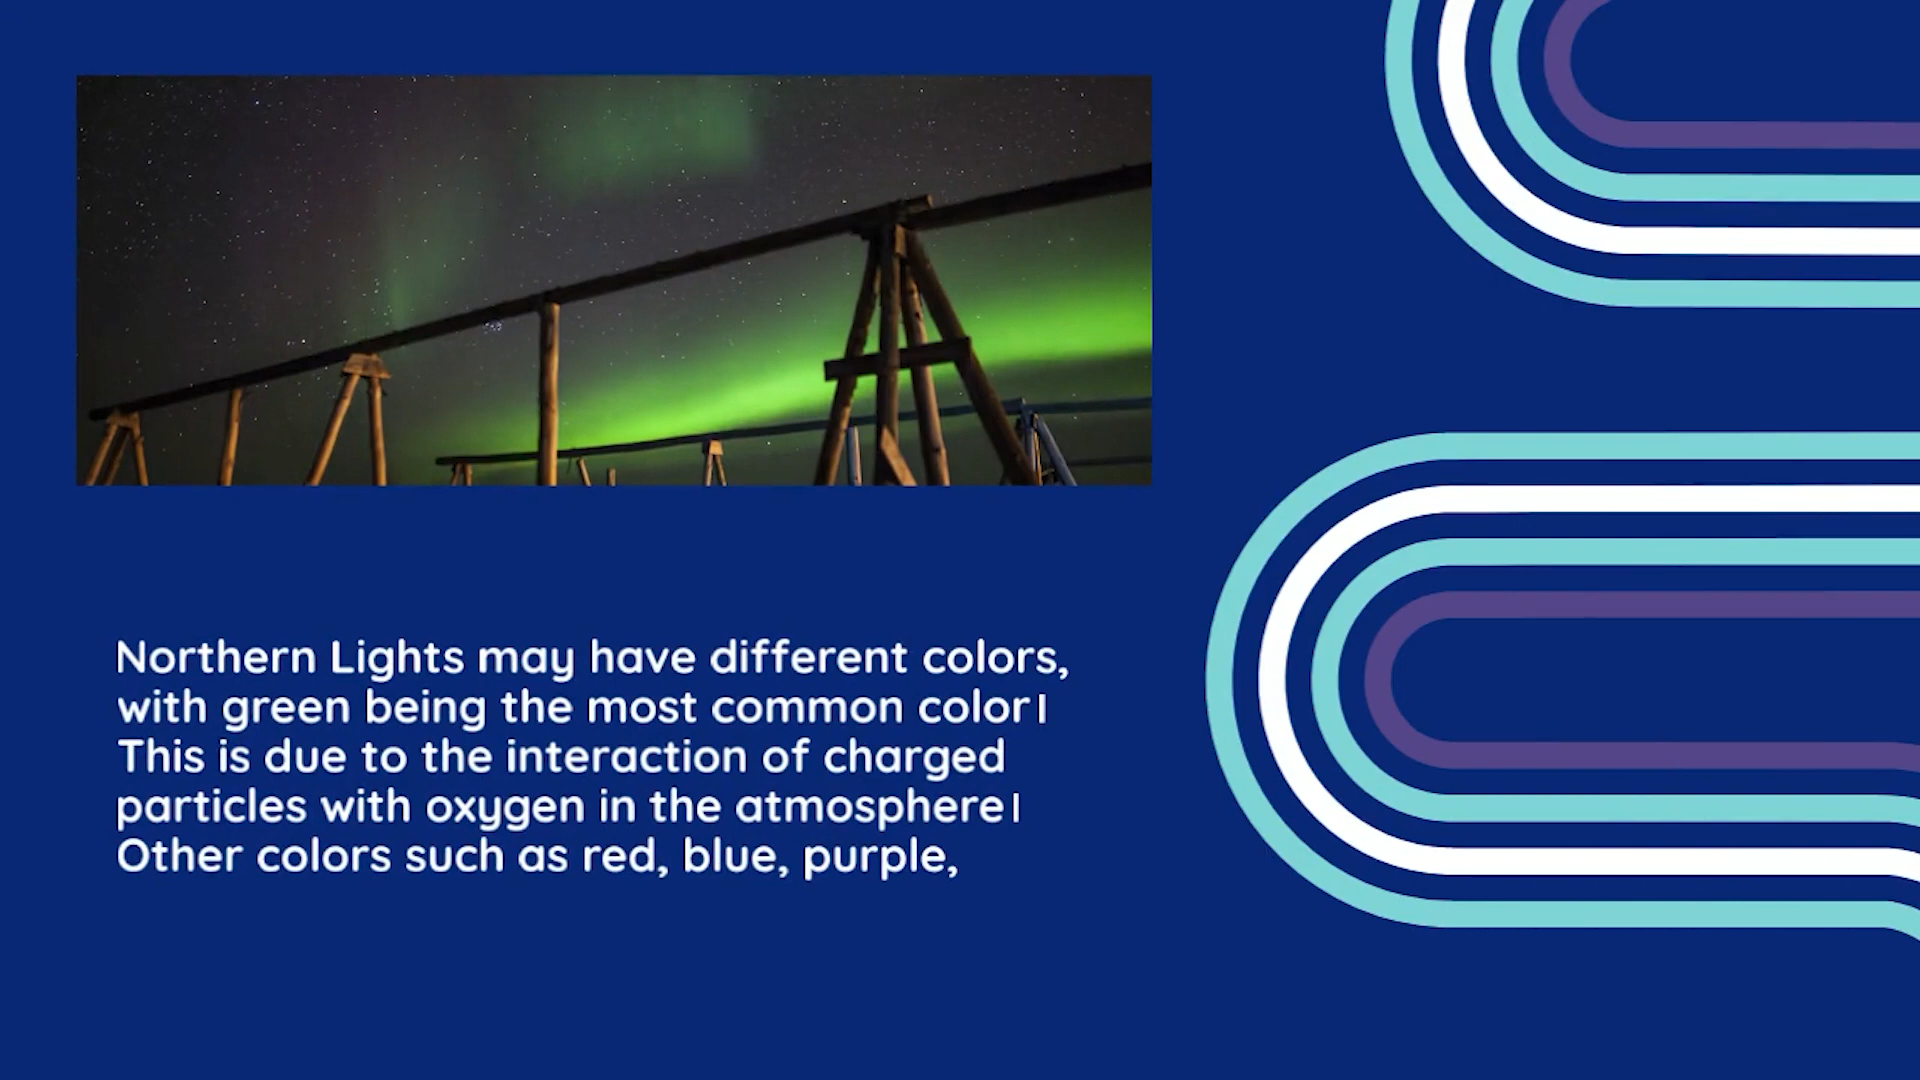 Northern Lights may have different colors,
with green being the most common color|
This is due to the interaction of charged
particles with oxygen in the atmosphere|
Other colors such as red, blue, purple,